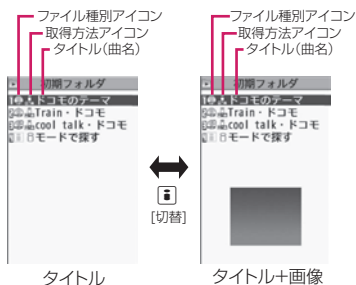 ファイル種別アイコン
取得方法アイコン
タイトル(曲名)
初期フォルダ
ドコモのテーマ
Train・ドコモ
cool talk・ドコモ
iモードで探す
タイトル
[切替]
ファイル種別アイコン
取得方法アイコン
タイトル(曲名)
初期フォルダ
ドコモのテーマ
Train・ドコモ
cool talk・ドコモ
iモードで探す
タイトル+画像